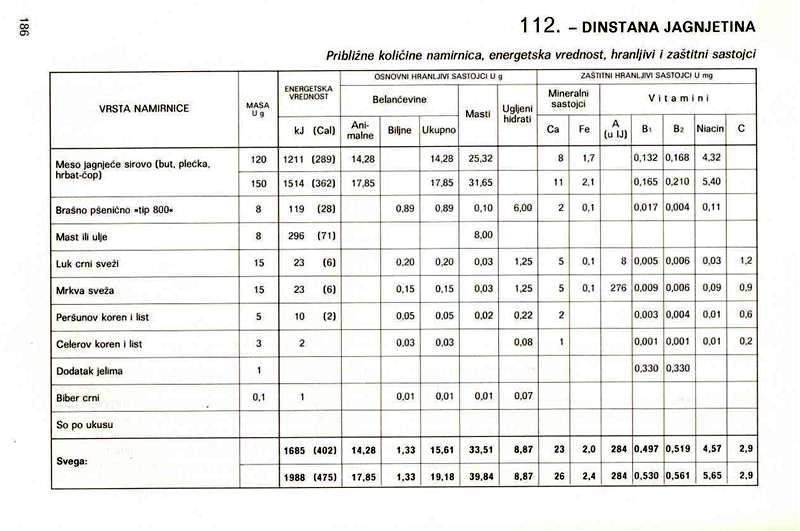 186
112. – DINSTANA JAGNJETINA
Približne količine namirnica, energetska vrednost, hranljivi i zaštitni sastojci
VRSTA NAMIRNICE MASA U g ENERGETSKA VREDNOST OSNOVNI HRANLJIVI SASTOJCI U g ZAŠTITNI HRANLJIVI SASTOJCI U mg
Belančevine Masti Ugljeni hidrati Mineralni sastojci Vitamini
kJ (Cal) Ani-malne Biljne Ukupno Ca Fe A (u IJ) B1 B2 Niacin C
Meso jagnjeće sirovo (but, plećka, hrbat-ćop) 120 1211 (289) 14,28 14,28 25,32 8 1,7 0,132 0,168 4,32
150 1514 (362) 17,85 17,85 31,65 11 2,1 0,165 0,210 5,40
Brašno pšenično «tip 800» 8 119 (28) 0,89 0,89 0,10 6,00 2 0,1 0,017 0,004 0,11
Mast ili ulje 8 296 (71) 8,00
Luk crni sveži 15 23 (6) 0,20 0,20 0,03 1,25 5 0,1 8 0,005 0,006 0,03 1,2
Mrkva sveža 15 23 (6) 0,15 0,15 0,03 1,25 5 0,1 276 0,009 0,006 0,09 0,9
Peršunov koren i list 5 10 (2) 0,05 0,05 0,02 0,22 2 0,003 0,004 0,01 0,6
Celerov koren i list 3 2 0,03 0,03 0,08 1 0,001 0,001 0,01 0,2
Dodatak jelima 1 0,330 0,330
Biber crni 0,1 1 0,01 0,01 0,01 0,07
So po ukusu
Svega: 1685 (402) 14,28 1,33 15,61 33,51 8,87 23 2,0 284 0.497 0,519 4,57 2,9
1988 (475) 17,85 1,33 19,18 39,84 8,87 26 2,4 284 0,530 0,561 5,65 2,9